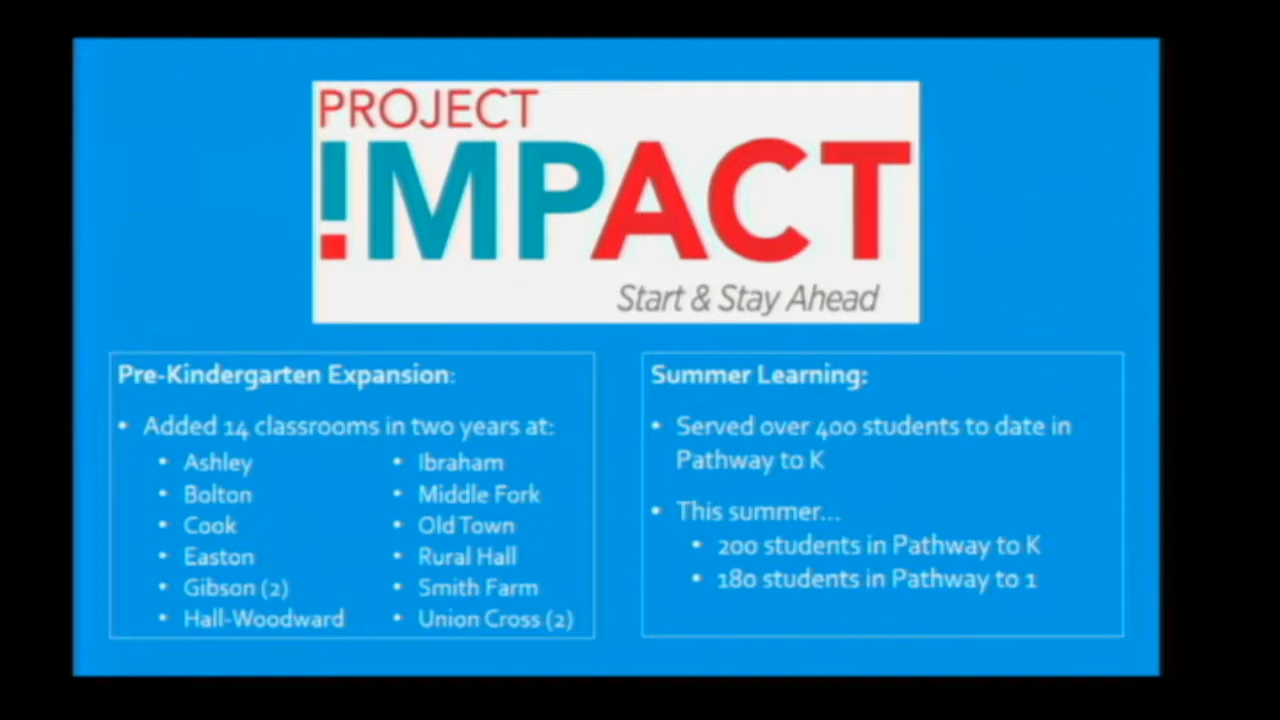 PROJECT
!MPACT
Start & Stay Ahead
Pre-Kindergarten Expansion:
• Added 14 classrooms in two years at:
• Ashley
• Bolton
• Cook
• Easton
• Gibson (2)
• Hall-Woodward
• Ibraham
• Middle Fork
• Old Town
• Rural Hall
• Smith Farm
• Union Cross (2)
Summer Learning:
• Served over 400 students to date in
Pathway to K
• This summer...
• 200 students in Pathway to K
• 180 students in Pathway to 1